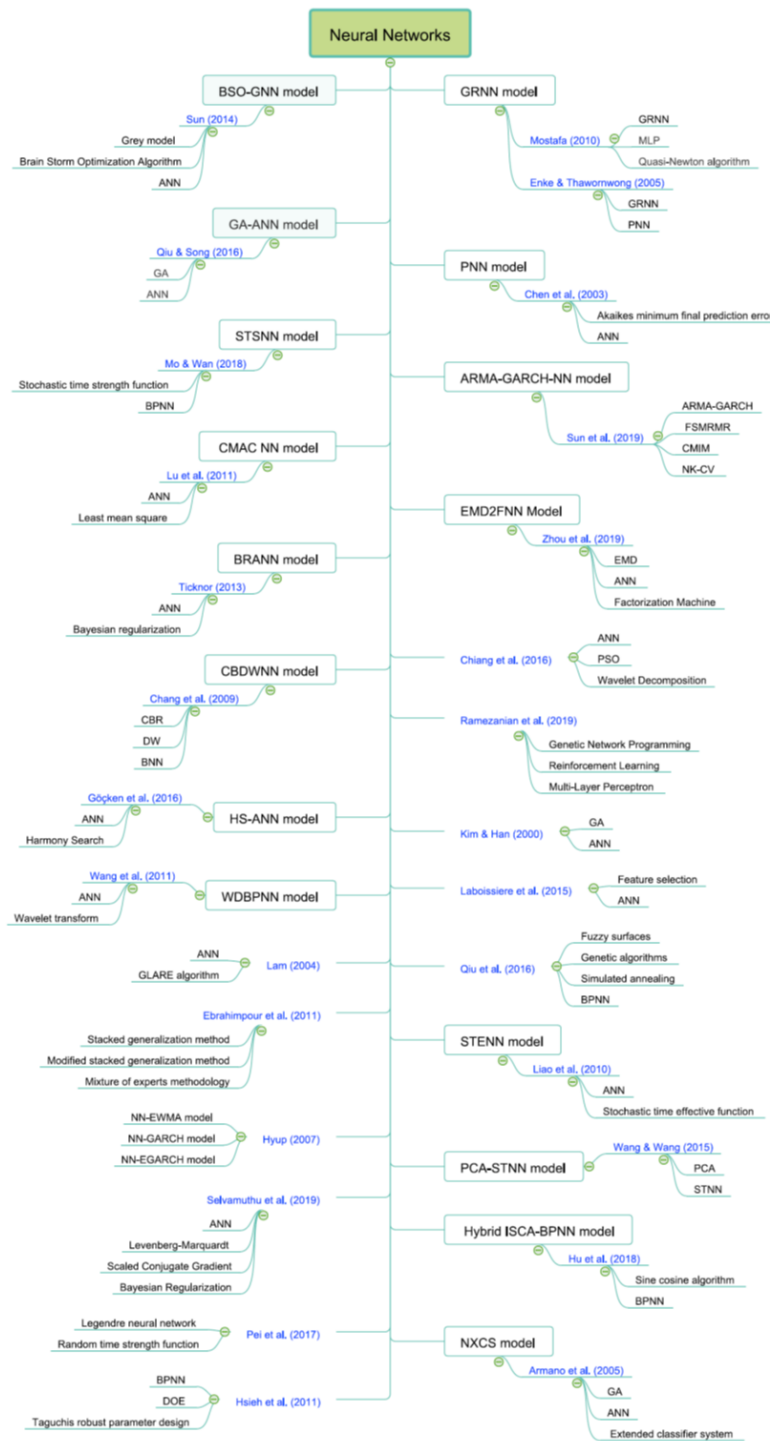 Neural Networks
BSO-GNN model
Sun (2014)
Grey model
Brain Storm Optimization Algorithm
ANN
GA-ANN model
Qiu & Song (2016)
GA
ANN
STSNN model
Mo & Wan (2018)
Stochastic time strength function
BPNN
CMAC NN model
Lu et al. (2011)
ANN
Least mean square
BRANN model
Ticknor (2013)
ANN
Bayesian regularization
CBDWNN model
Chang et al. (2009)
CBR
DW
BNN
HS-ANN model
Göçken et al. (2016)
ANN
Harmony Search
WDBPNN model
Wang et al. (2011)
ANN
Wavelet transform
Lam (2004)
ANN
GLARE algorithm
Ebrahimpour et al. (2011)
Stacked generalization method
Modified stacked generalization method
Mixture of experts methodology
Hyup (2007)
NN-EWMA model
NN-GARCH model
NN-EGARCH model
Selvamuthu et al. (2019)
ANN
Levenberg-Marquardt
Scaled Conjugate Gradient
Bayesian Regularization
Pei et al. (2017)
Legendre neural network
Random time strength function
Hsieh et al. (2011)
BPNN
DOE
Taguchis robust parameter design
GRNN model
Mostafa (2010)
GRNN
MLP
Quasi-Newton algorithm
Enke & Thawornwong (2005)
GRNN
PNN
PNN model
Chen et al. (2003)
Akaikes minimum final prediction erro
ANN
ARMA-GARCH-NN model
Sun et al. (2019)
ARMA-GARCH
FSMRMR
CMIM
NK-CV
EMD2FNN Model
Zhou et al. (2019)
EMD
ANN
Factorization Machine
Chiang et al. (2016)
ANN
PSO
Wavelet Decomposition
Ramezanian et al. (2019)
Genetic Network Programming
Reinforcement Learning
Multi-Layer Perceptron
Kim & Han (2000)
GA
ANN
Laboissiere et al. (2015)
Feature selection
ANN
Qiu et al. (2016)
Fuzzy surfaces
Genetic algorithms
Simulated annealing
BPNN
STENN model
Liao et al. (2010)
ANN
Stochastic time effective function
PCA-STNN model
Wang & Wang (2015)
PCA
STNN
Hybrid ISCA-BPNN model
Hu et al. (2018)
Sine cosine algorithm
BPNN
NXCS model
Armano et al. (2005)
GA
ANN
Extended classifier system